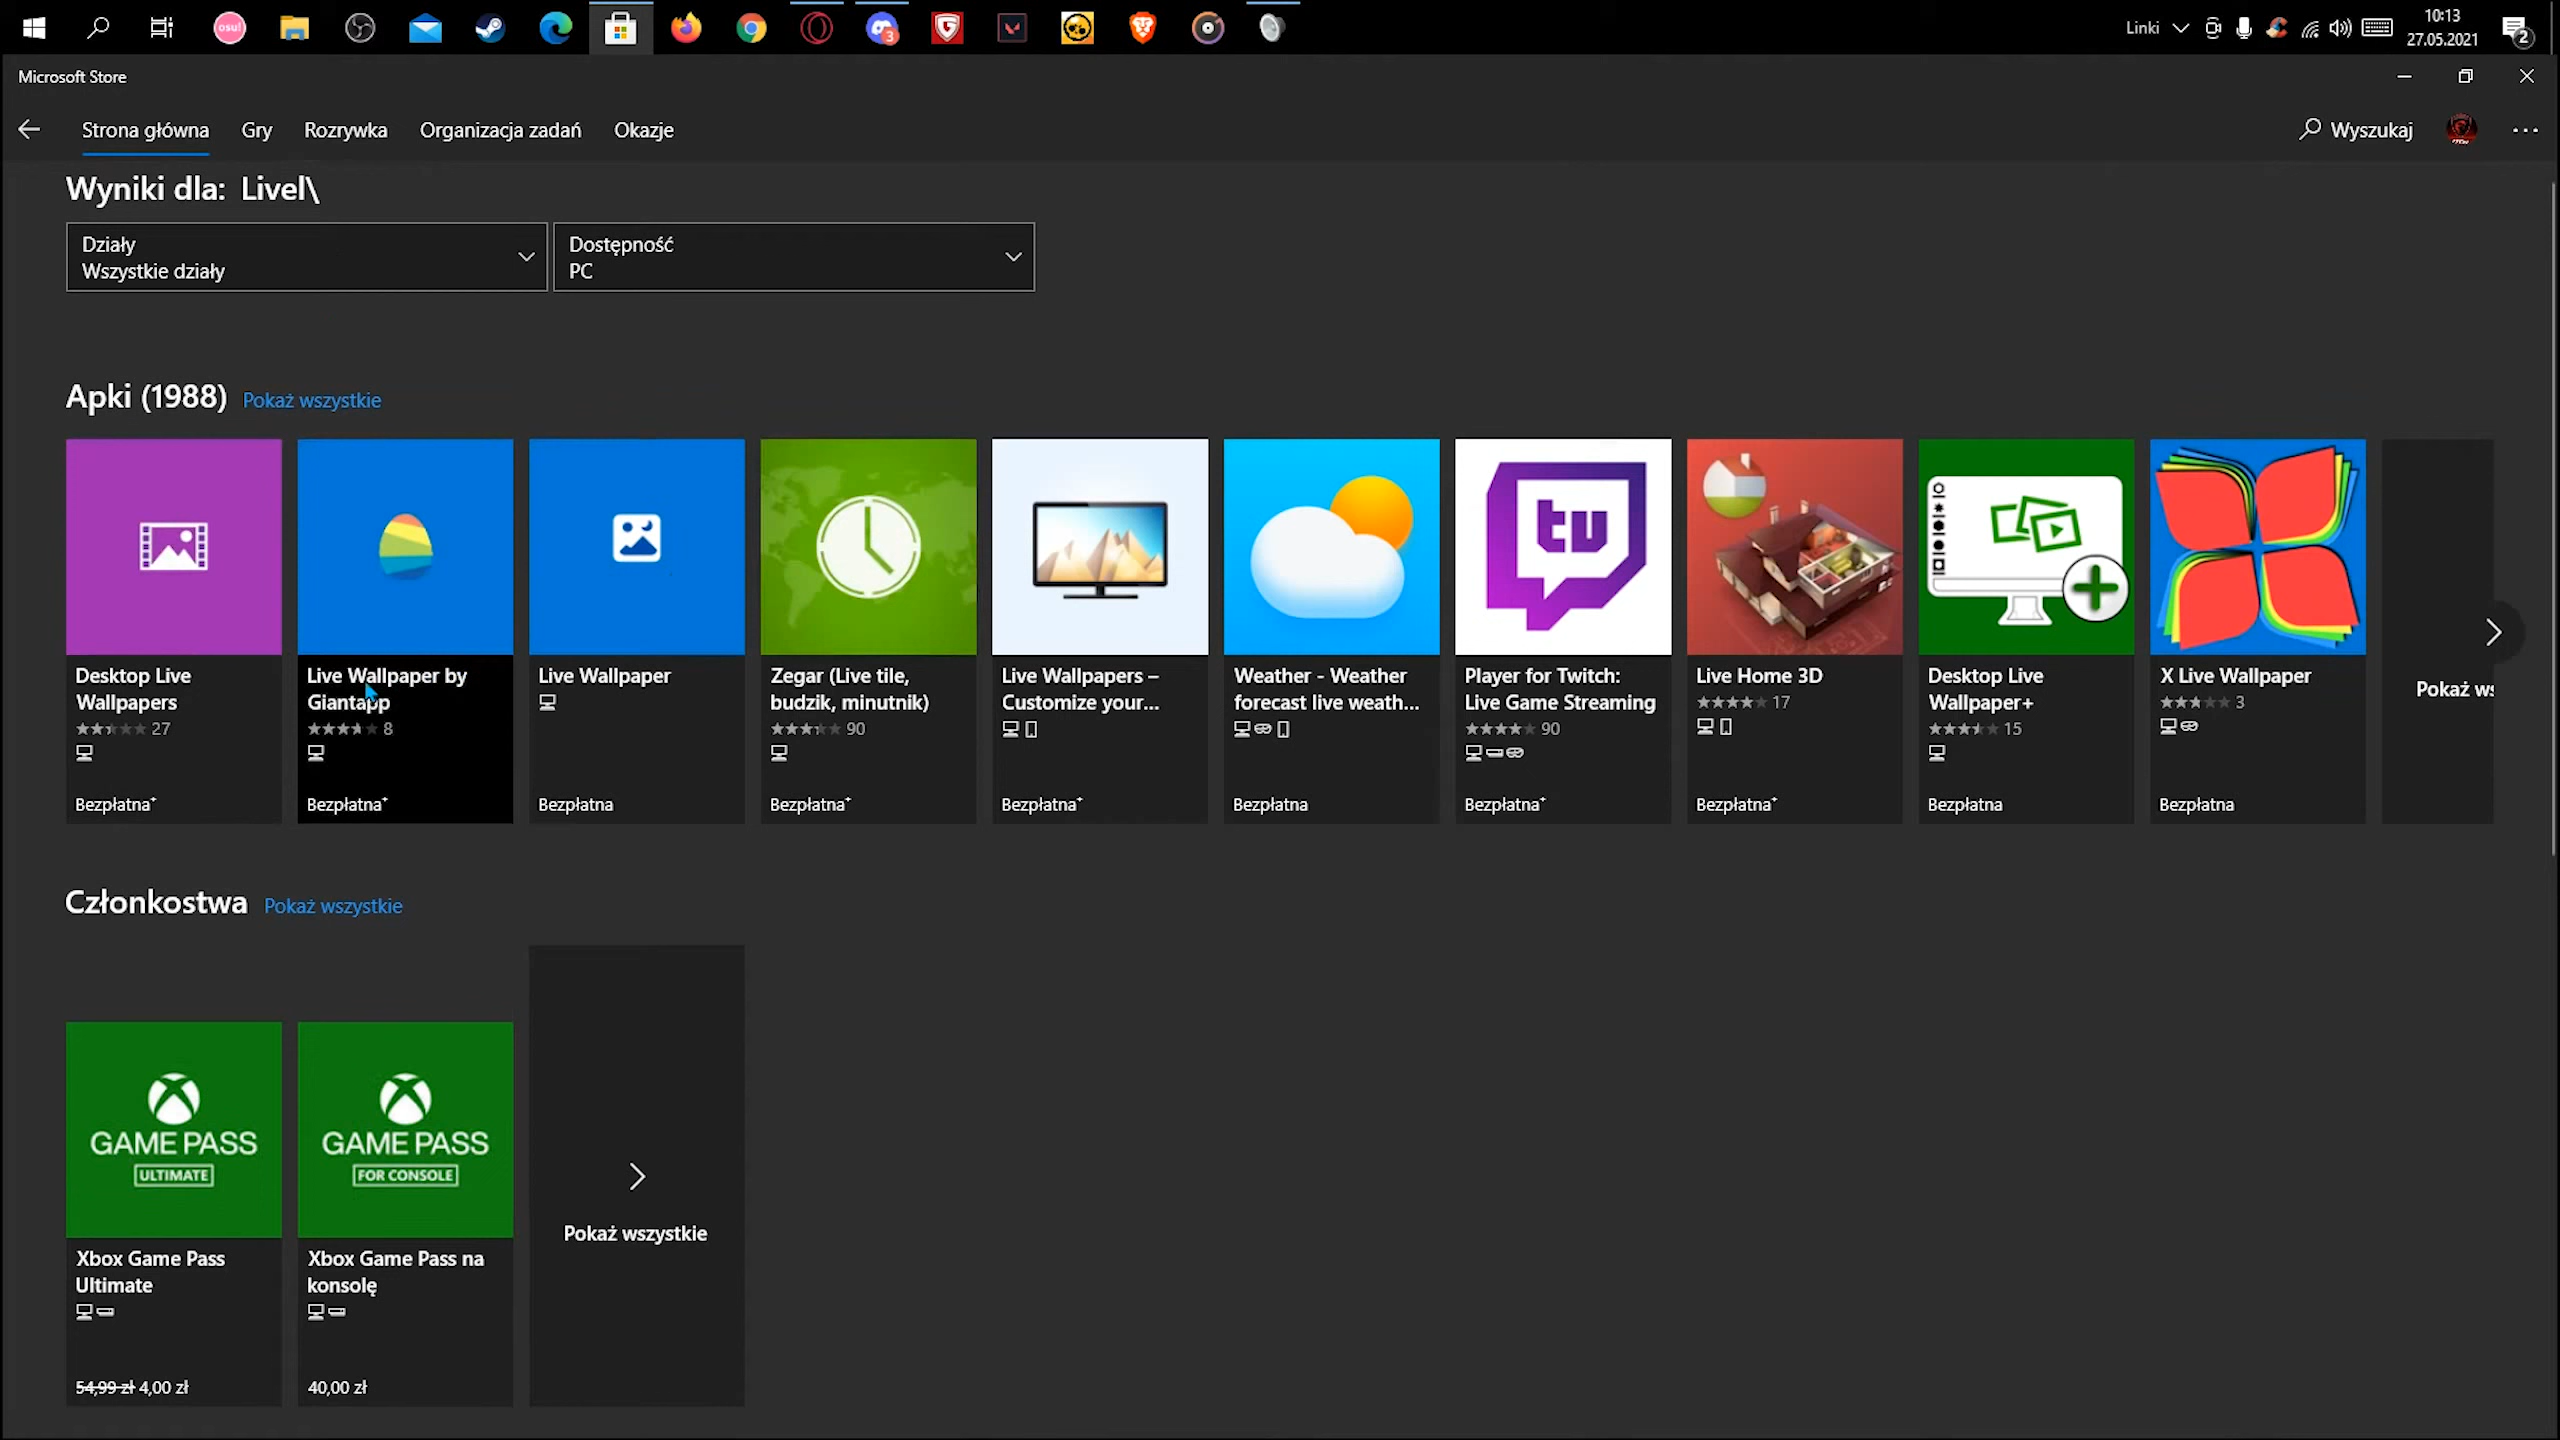 osu!
3
Linki
10:13
27.05.2021
2
Microsoft Store
Strona główna
Gry
Rozrywka
Organizacja zadań
Okazje
Wyszukaj
Wyniki dla: Livel\
Działy
Wszystkie działy
Dostępność
PC
Apki (1988)
Pokaż wszystkie
Desktop Live
Wallpapers
27
Bezpłatna+
Live Wallpaper by
Giantapp
8
Bezpłatna+
Live Wallpaper
Bezpłatna
Zegar (Live tile,
budzik, minutnik)
90
Bezpłatna+
Live Wallpapers –
Customize your...
Bezpłatna+
Weather - Weather
forecast live weath...
Bezpłatna
Player for Twitch:
Live Game Streaming
90
Bezpłatna+
Live Home 3D
17
Bezpłatna+
Desktop Live
Wallpaper+
15
Bezpłatna
X Live Wallpaper
3
Bezpłatna
Pokaż ws
Członkostwa
Pokaż wszystkie
GAME PASS
ULTIMATE
Xbox Game Pass
Ultimate
54,99 zł 4,00 zł
GAME PASS
FOR CONSOLE
Xbox Game Pass na
konsolę
40,00 zł
Pokaż wszystkie